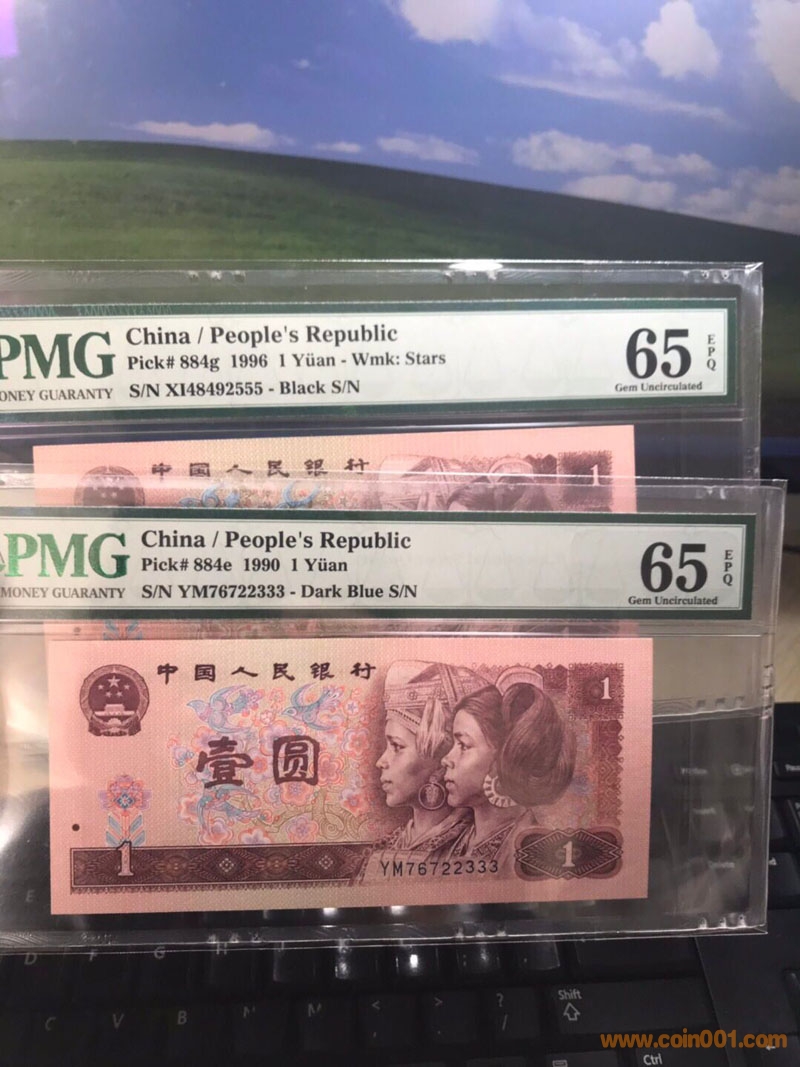 PMG
MONEY GUARANTY
China / People's Republic
Pick# 884g 1996 1 Yüan - Wmk: Stars
S/N XI48492555 - Black S/N
65
EPQ
Gem Uncirculated
中国人民银行
1
PMG
MONEY GUARANTY
China / People's Republic
Pick# 884e 1990 1 Yüan
S/N YM76722333 - Dark Blue S/N
65
EPQ
Gem Uncirculated
中国人民银行
1
壹圆
1
YM76722333
1
D F G H
C V B N M < > ? /
Shift
Ctrl
www.coin001.com